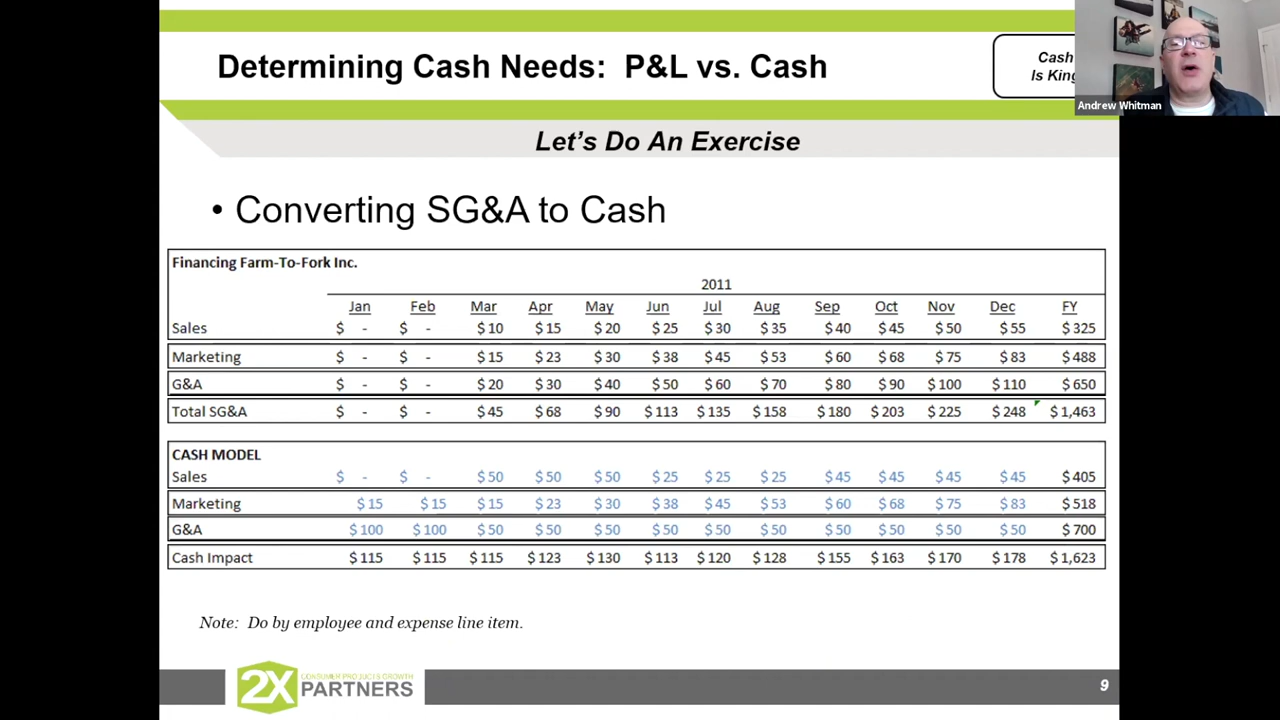 Determining Cash Needs: P&L vs. Cash
Cash
Is King
Andrew Whitman
Let's Do An Exercise
• Converting SG&A to Cash
Financing Farm-To-Fork Inc.
2011
Jan Feb Mar Apr May Jun Jul Aug Sep Oct Nov Dec FY
Sales $ - $ - $ 10 $ 15 $ 20 $ 25 $ 30 $ 35 $ 40 $ 45 $ 50 $ 55 $ 325
Marketing $ - $ - $ 15 $ 23 $ 30 $ 38 $ 45 $ 53 $ 60 $ 68 $ 75 $ 83 $ 488
G&A $ - $ - $ 20 $ 30 $ 40 $ 50 $ 60 $ 70 $ 80 $ 90 $ 100 $ 110 $ 650
Total SG&A $ - $ - $ 45 $ 68 $ 90 $ 113 $ 135 $ 158 $ 180 $ 203 $ 225 $ 248 $ 1,463
CASH MODEL
Sales $ - $ - $ 50 $ 50 $ 50 $ 25 $ 25 $ 25 $ 45 $ 45 $ 45 $ 45 $ 405
Marketing $ 15 $ 15 $ 15 $ 23 $ 30 $ 38 $ 45 $ 53 $ 60 $ 68 $ 75 $ 83 $ 518
G&A $ 100 $ 100 $ 50 $ 50 $ 50 $ 50 $ 50 $ 50 $ 50 $ 50 $ 50 $ 50 $ 700
Cash Impact $ 115 $ 115 $ 115 $ 123 $ 130 $ 113 $ 120 $ 128 $ 155 $ 163 $ 170 $ 178 $ 1,623
Note: Do by employee and expense line item.
2X
CONSUMER PRODUCTS GROWTH
PARTNERS
9